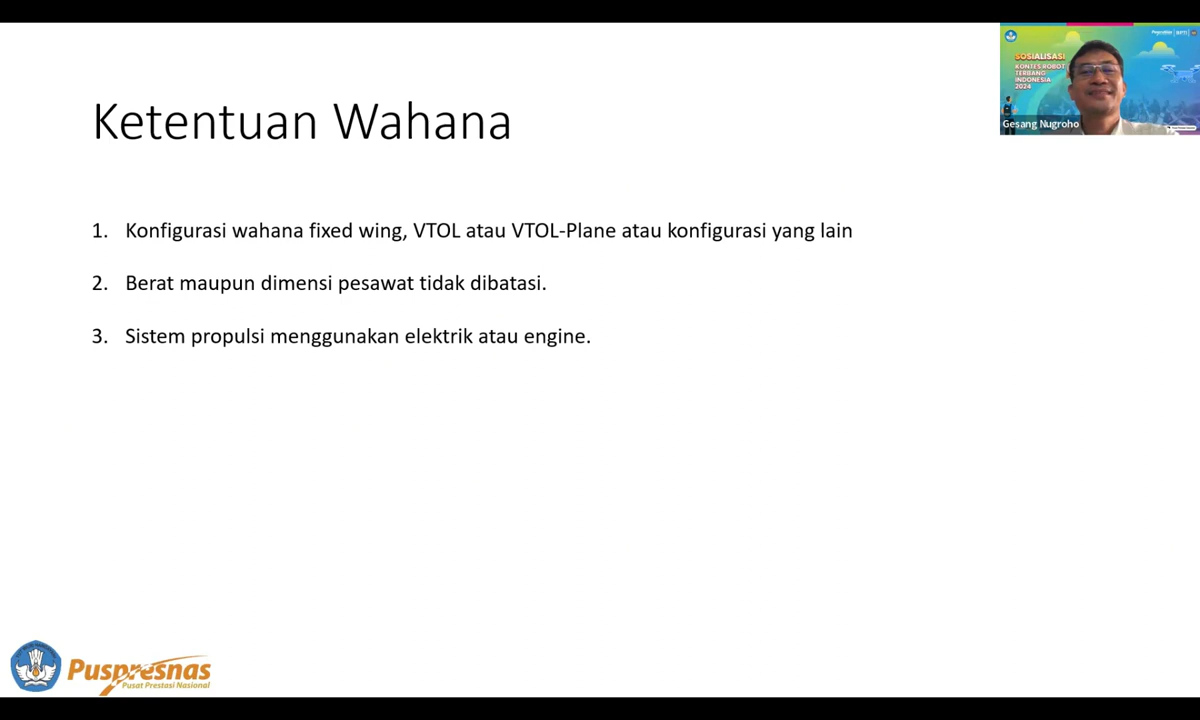 Ketentuan Wahana
1. Konfigurasi wahana fixed wing, VTOL atau VTOL-Plane atau konfigurasi yang lain
2. Berat maupun dimensi pesawat tidak dibatasi.
3. Sistem propulsi menggunakan elektrik atau engine.
SOSIALISASI
KONTES ROBOT
TERBANG
INDONESIA
2024
Gesang Nugroho
Puspresnas
Pusat Prestasi Nasional